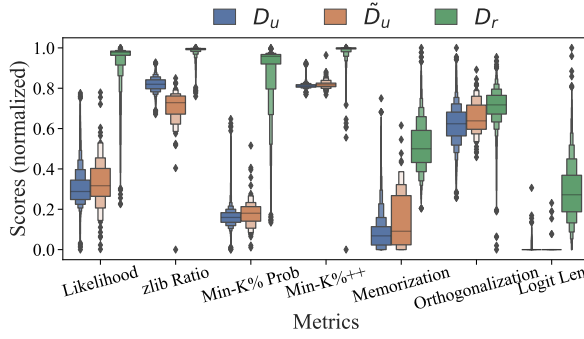 D_u D̃_u D_r
Scores (normalized)
1.0
0.8
0.6
0.4
0.2
0.0
Likelihood
zlib Ratio
Min-K% Prob
Min-K%++
Memorization
Orthogonalization
Logit Len
Metrics